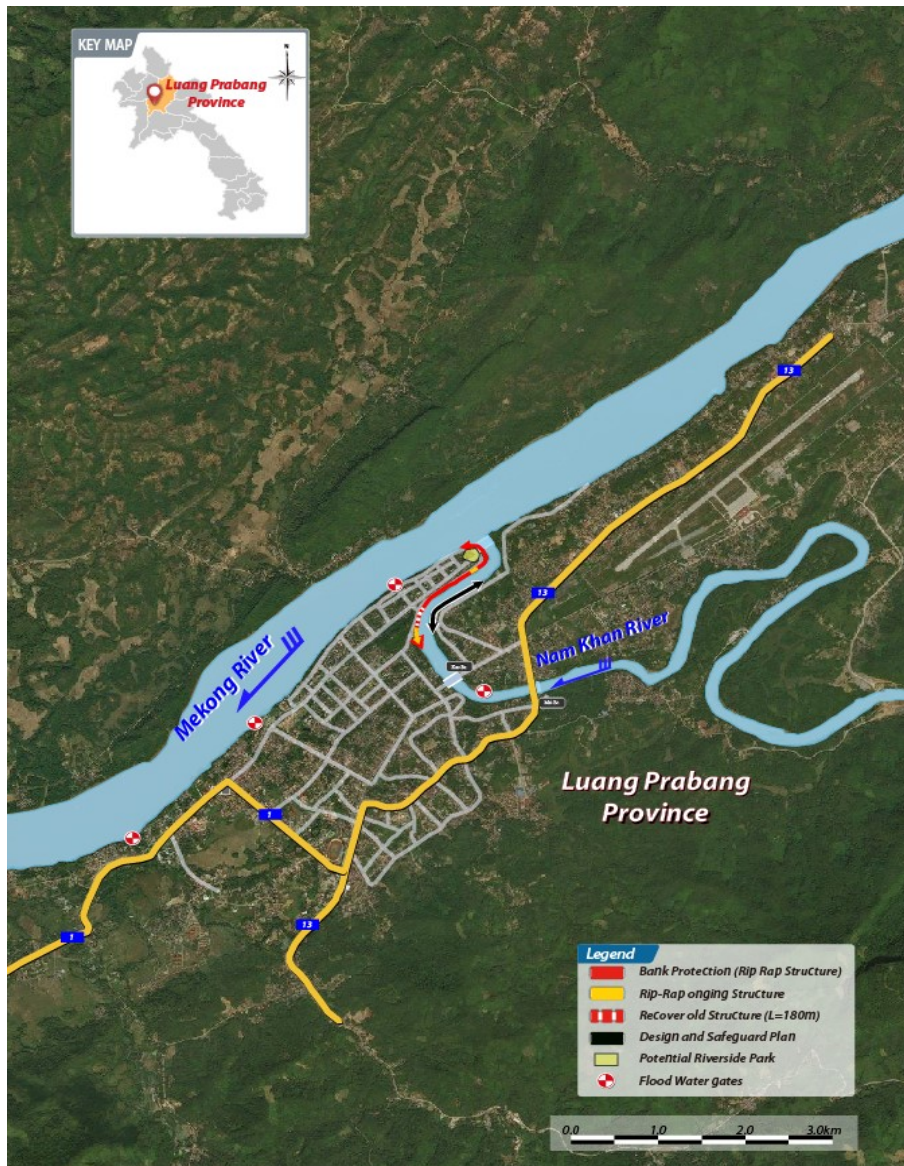 KEY MAP
N
Luang Prabang
Province
13
13
Mekong River
Nam Khan River
Luang Prabang
Province
1
13
1
Legend
Bank Protection (Rip Rap Structure)
Rip-Rap onging Structure
Recover old Structure (L=180m)
Design and Safeguard Plan
Potential Riverside Park
Flood Water gates
0.0 1.0 2.0 3.0km